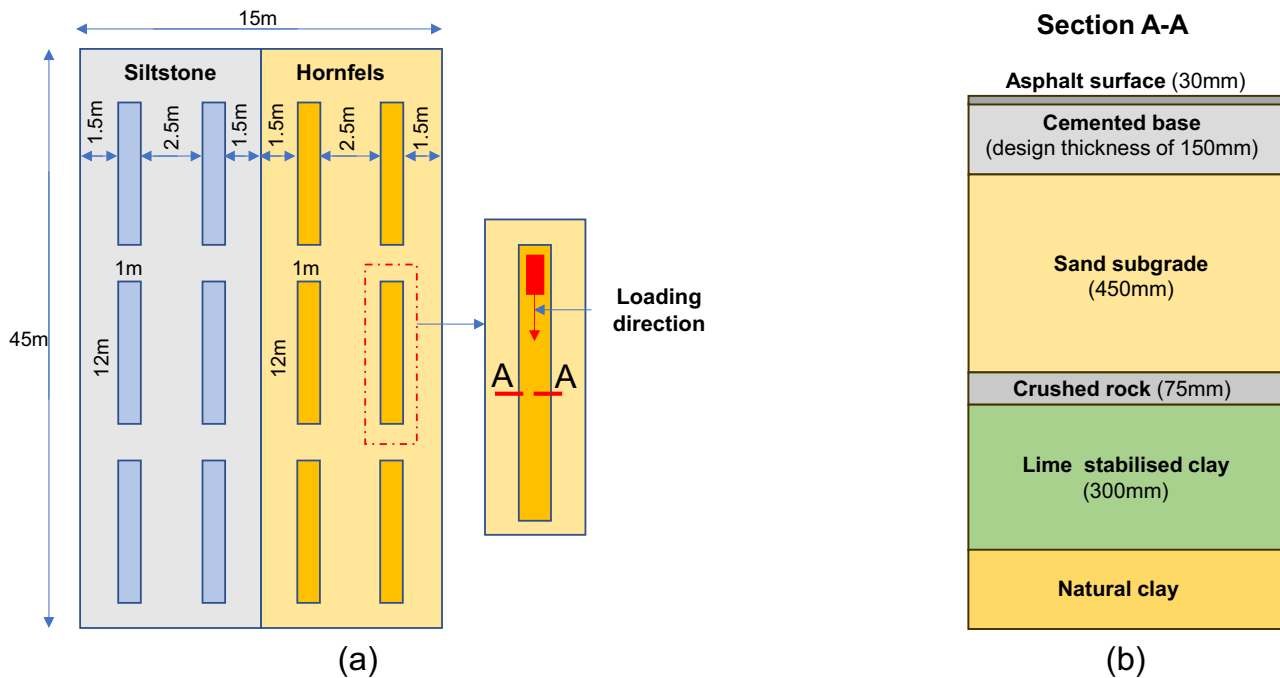 15m
Siltstone
Hornfels
1.5m
2.5m
1.5m
1.5m
2.5m
1.5m
45m
1m
12m
1m
12m
Loading
direction
A
A
(a)
Section A-A
Asphalt surface (30mm)
Cemented base
(design thickness of 150mm)
Sand subgrade
(450mm)
Crushed rock (75mm)
Lime stabilised clay
(300mm)
Natural clay
(b)